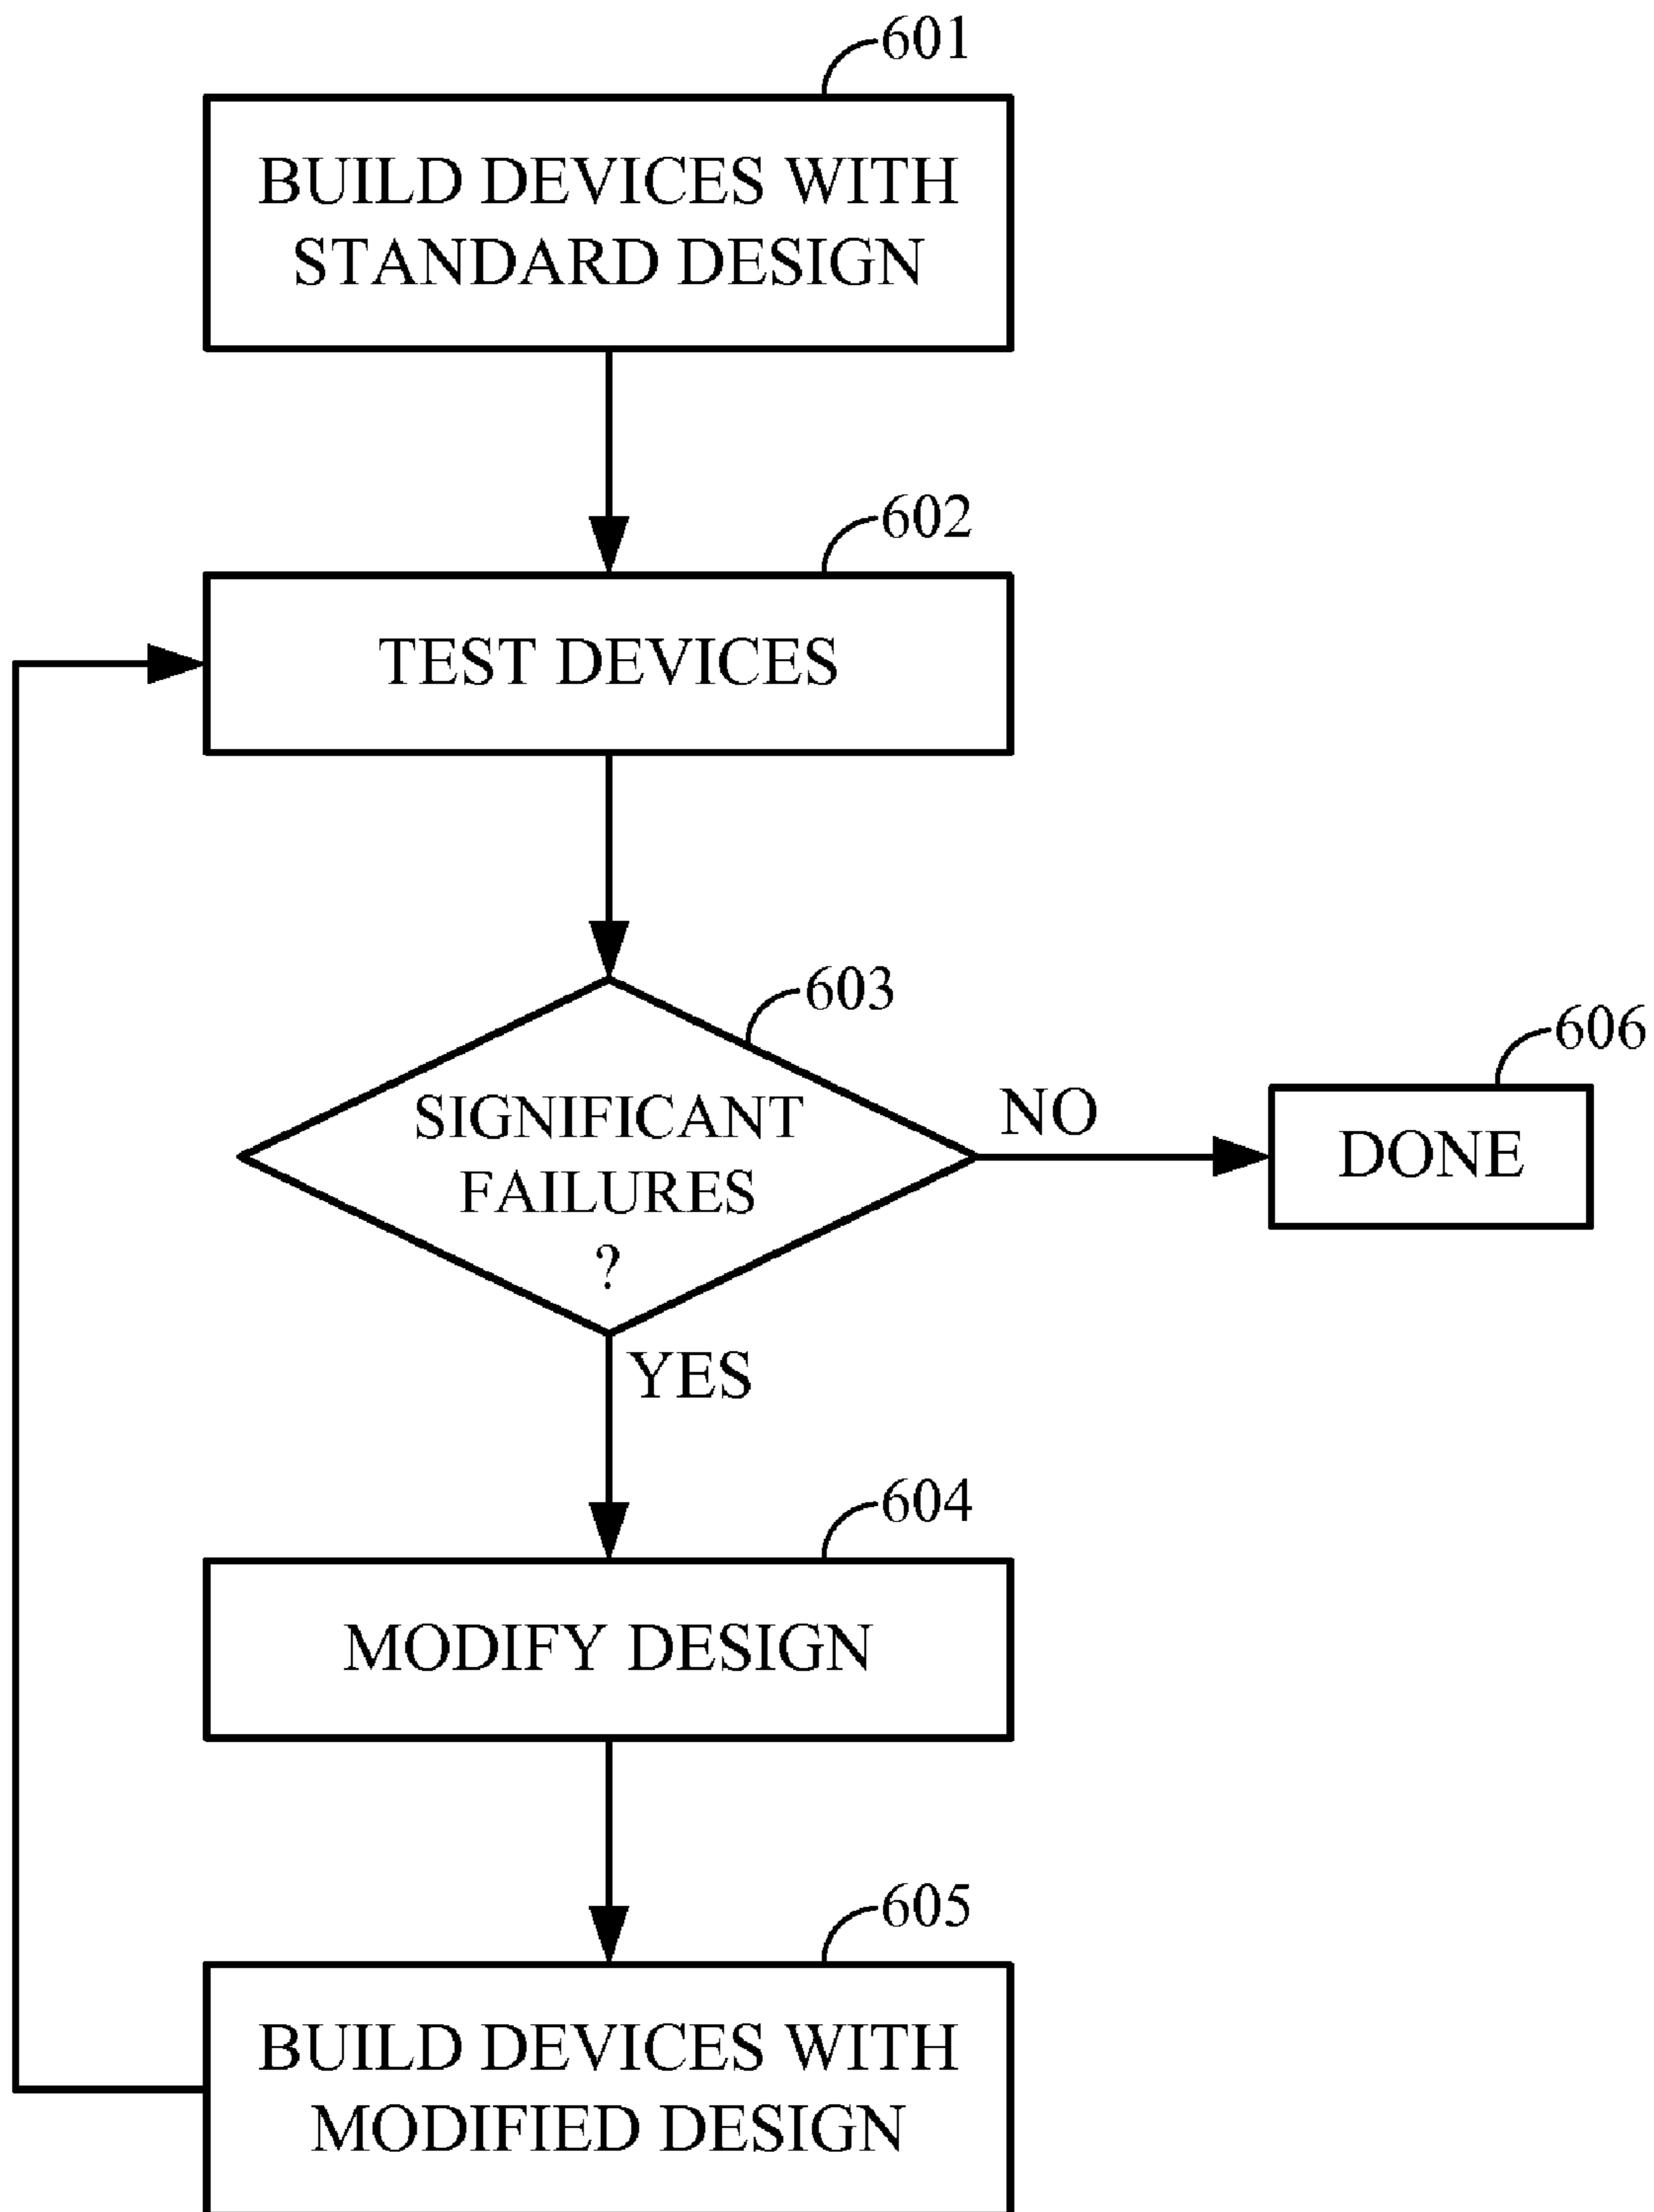 601
BUILD DEVICES WITH
STANDARD DESIGN
602
TEST DEVICES
603
SIGNIFICANT
FAILURES
?
NO
606
DONE
YES
604
MODIFY DESIGN
605
BUILD DEVICES WITH
MODIFIED DESIGN